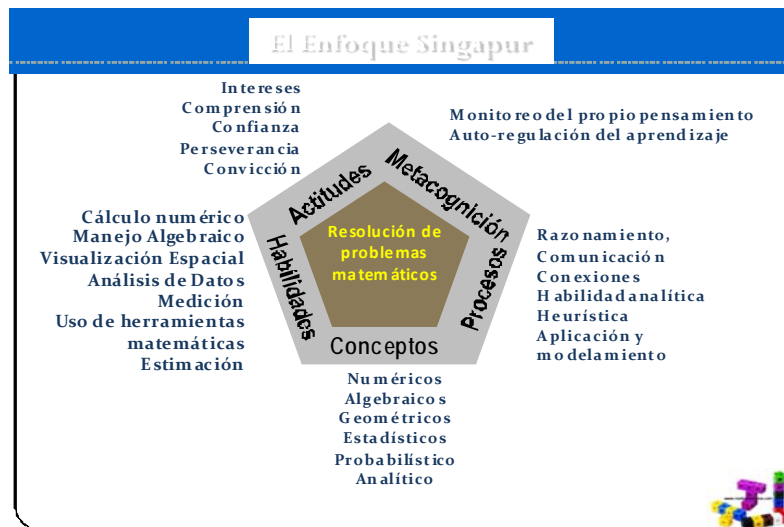 El Enfoque Singapur
Intereses
Comprensión
Confianza
Perseverancia
Convicción
Monitoreo del propio pensamiento
Auto-regulación del aprendizaje
Actitudes
Metacognición
Cálculo numérico
Manejo Algebraico
Visualización Espacial
Análisis de Datos
Medición
Uso de herramientas
matemáticas
Estimación
Habilidades
Resolución de
problemas
matemáticos
Procesos
Razonamiento,
Comunicación
Conexiones
Habilidad analítica
Heurística
Aplicación y
modelamiento
Conceptos
Numéricos
Algebraicos
Geométricos
Estadísticos
Probabilístico
Analítico